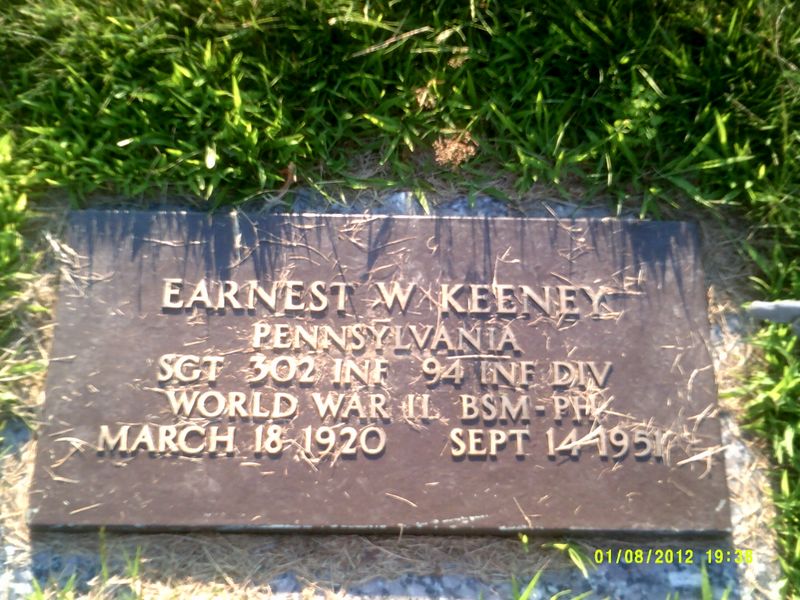 EARNEST W KEENEY
PENNSYLVANIA
SGT 302 INF 94 INF DIV
WORLD WAR II BSM-PH
MARCH 18 1920 SEPT 14 1951
01/08/2012 19:36